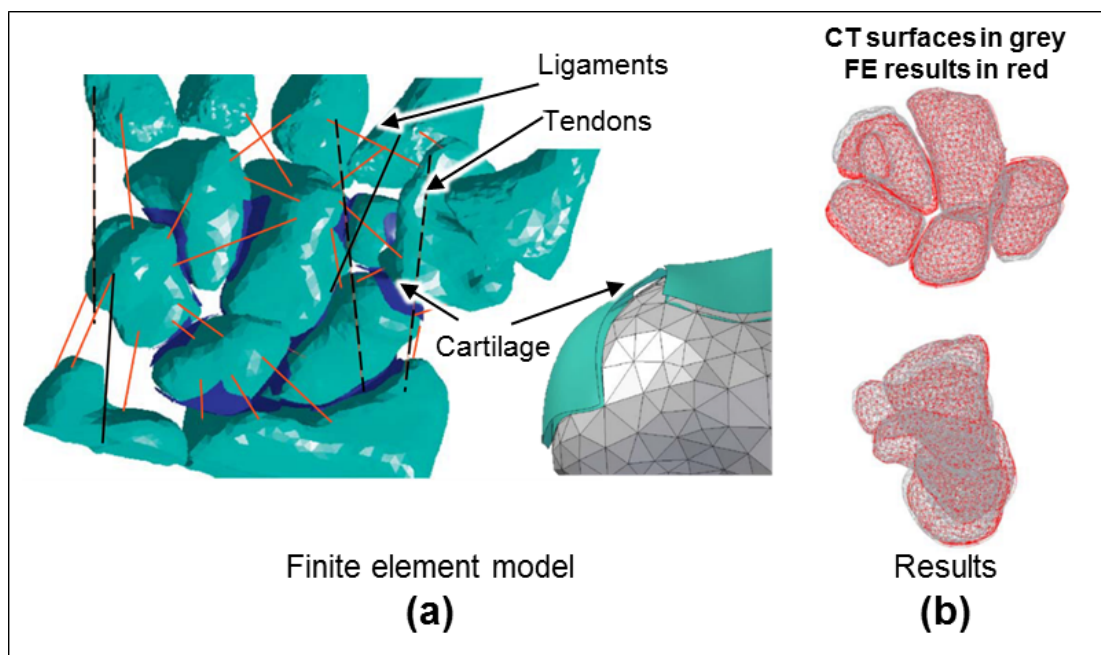 CT surfaces in grey
FE results in red
Ligaments
Tendons
Cartilage
Finite element model
Results
(a)
(b)